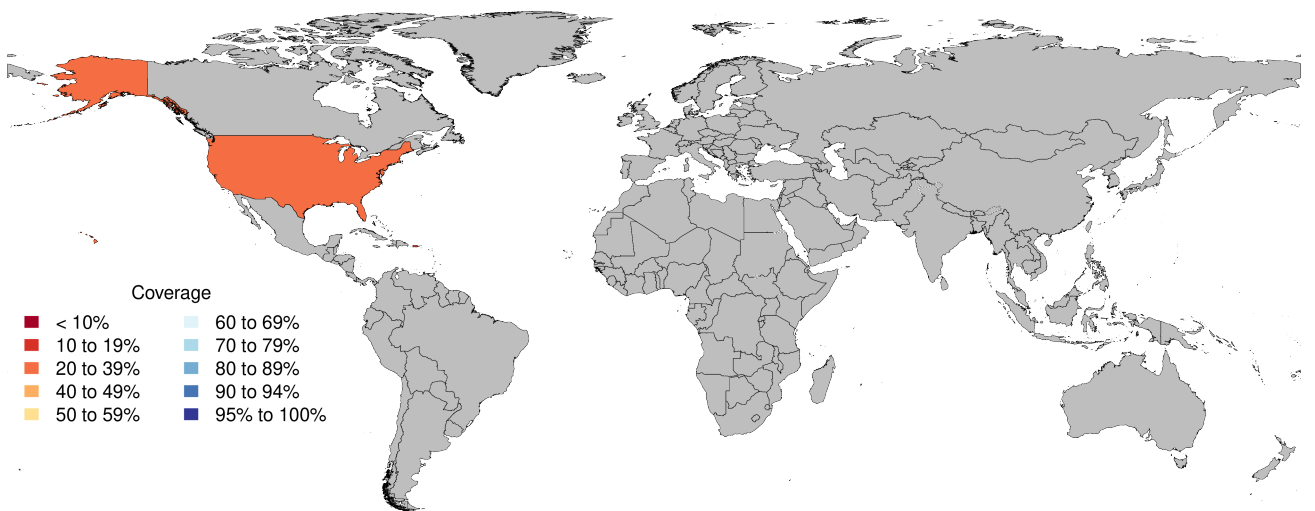 Coverage
< 10%
10 to 19%
20 to 39%
40 to 49%
50 to 59%
60 to 69%
70 to 79%
80 to 89%
90 to 94%
95% to 100%